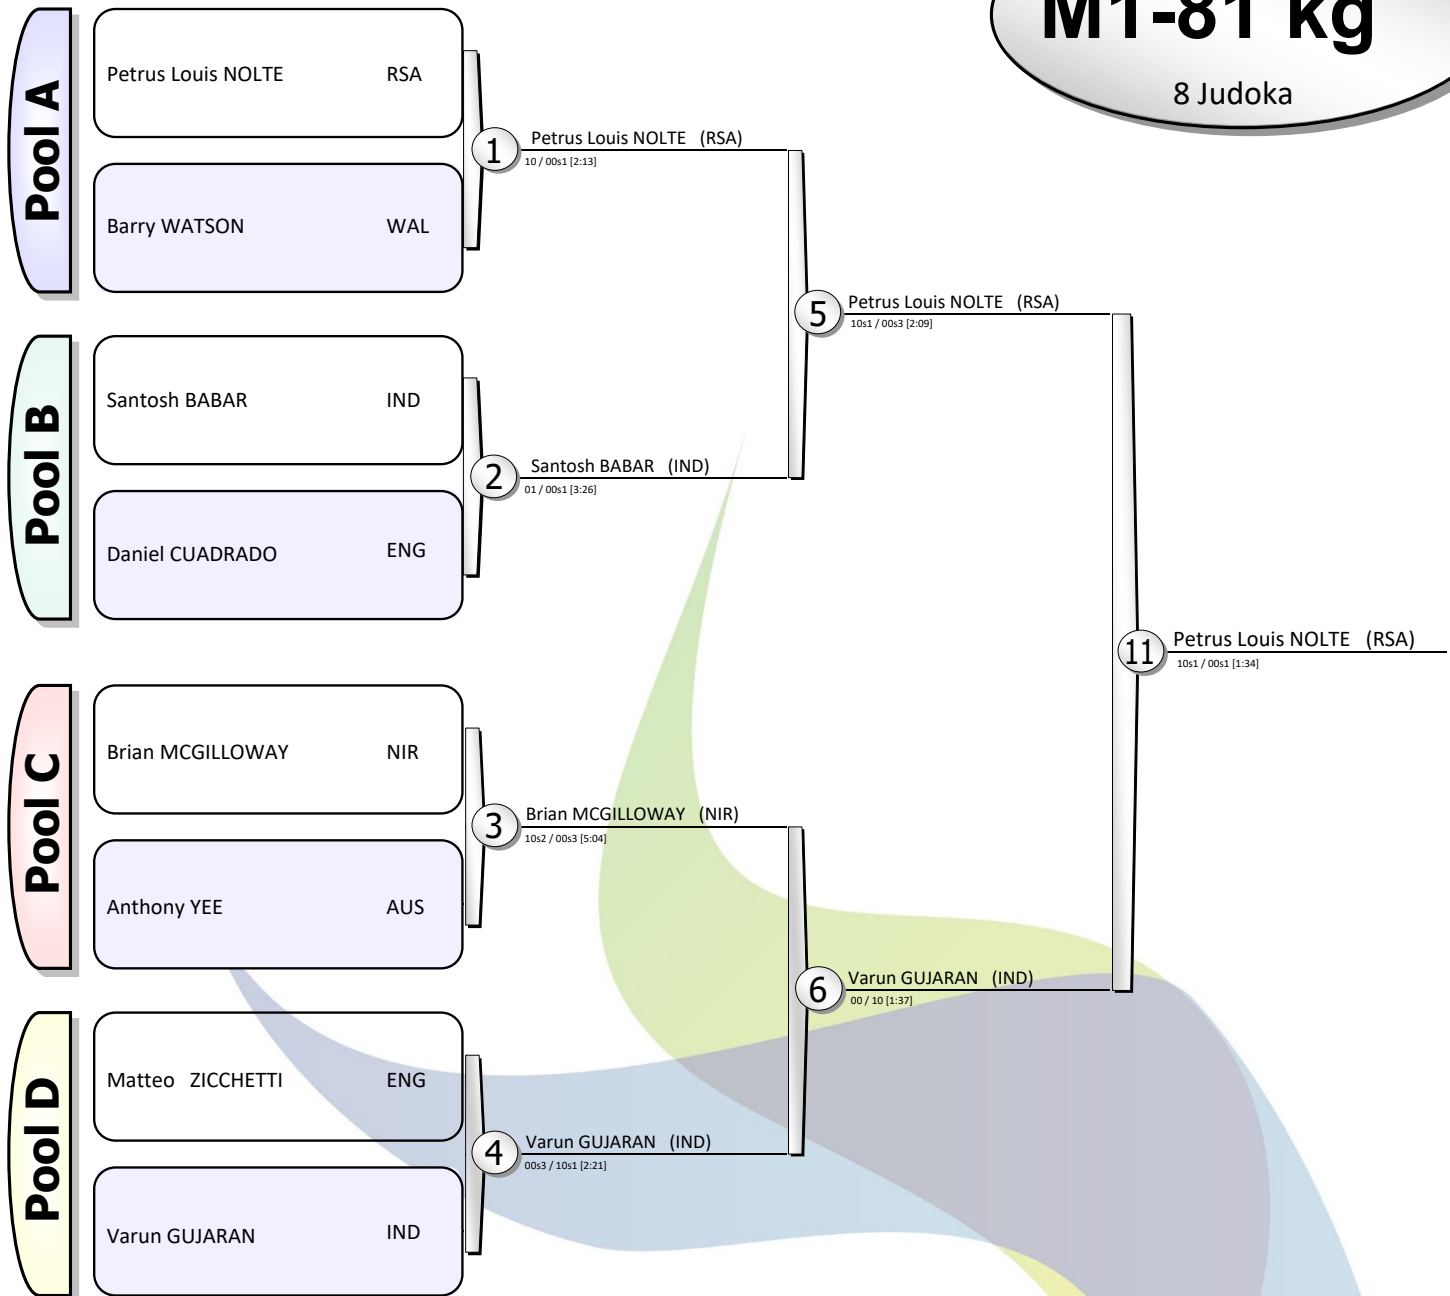 M1-81 kg
8 Judoka
Pool A
Petrus Louis NOLTE RSA
Barry WATSON WAL
1
Petrus Louis NOLTE (RSA)
10 / 00s1 [2:13]
Pool B
Santosh BABAR IND
Daniel CUADRADO ENG
2
Santosh BABAR (IND)
01 / 00s1 [3:26]
5
Petrus Louis NOLTE (RSA)
10s1 / 00s3 [2:09]
Pool C
Brian MCGILLOWAY NIR
Anthony YEE AUS
3
Brian MCGILLOWAY (NIR)
10s2 / 00s3 [5:04]
Pool D
Matteo ZICCHETTI ENG
Varun GUJARAN IND
4
Varun GUJARAN (IND)
00s3 / 10s1 [2:21]
6
Varun GUJARAN (IND)
00 / 10 [1:37]
11
Petrus Louis NOLTE (RSA)
10s1 / 00s1 [1:34]